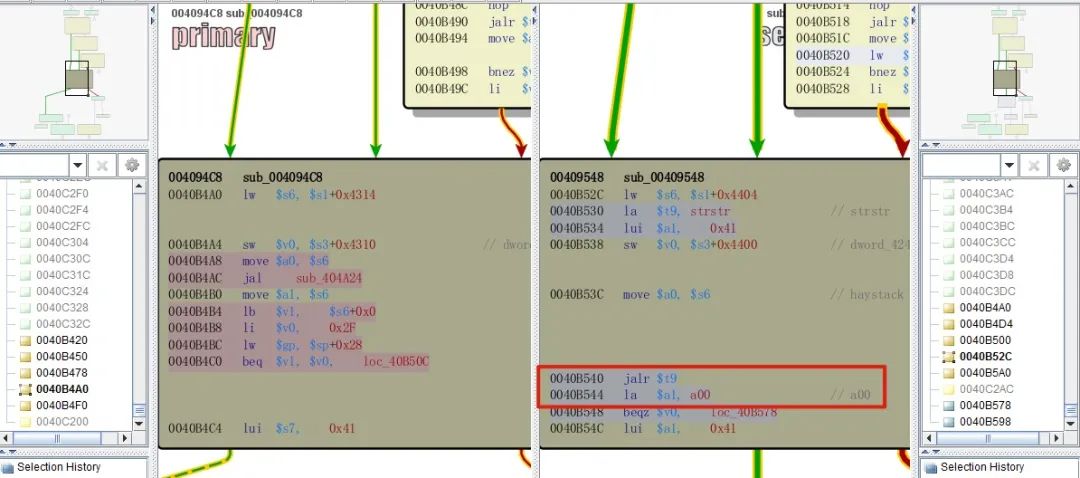 004094C8 sub_004094C8
primary
0040B48C nop
0040B490 jalr
0040B494 move
0040B498 bnez
0040B49C li
0040B514 nop
0040B518 jalr
0040B51C move
0040B520 lw
0040B524 bnez
0040B528 li
0040C2F0
0040C2F4
0040C2FC
0040C304
0040C30C
0040C31C
0040C324
0040C328
0040C32C
0040B420
0040B450
0040B478
0040B4A0
0040B4F0
0040C200
Selection History
004094C8 sub_004094C8
0040B4A0 lw $s6, $s1+0x4314
0040B4A4 sw $v0, $s3+0x4310 // dword
0040B4A8 move $a0, $s6
0040B4AC jal sub_404A24
0040B4B0 move $a1, $s6
0040B4B4 lb $v1, $s6+0x0
0040B4B8 li $v0, 0x2F
0040B4BC lw $gp, $sp+0x28
0040B4C0 beq $v1, $v0, loc_40B50C
0040B4C4 lui $s7, 0x41
00409548 sub_00409548
0040B52C lw $s6, $s1+0x4404
0040B530 la $t9, strstr // strstr
0040B534 lui $a1, 0x41
0040B538 sw $v0, $s3+0x4400 // dword_424
0040B53C move $a0, $s6 // haystack
0040B540 jalr $t9
0040B544 la $a1, a00 // a00
0040B548 beqz $v0, loc_40B578
0040B54C lui $a1, 0x41
0040C3AC
0040C3B4
0040C3BC
0040C3CC
0040C3D4
0040C3D8
0040C3DC
0040B4A0
0040B4D4
0040B500
0040B52C
0040B5A0
0040C2AC
0040B578
0040B598
Selection History